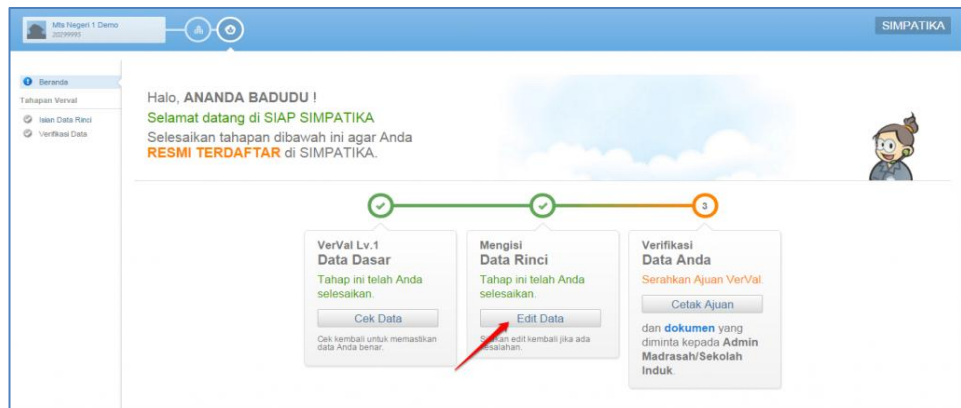 Mts Negeri 1 Demo
20299995
SIMPATIKA
Beranda
Tahapan Verval
Isian Data Rinci
Verifikasi Data
Halo, ANANDA BADUDU !
Selamat datang di SIAP SIMPATIKA
Selesaikan tahapan dibawah ini agar Anda
RESMI TERDAFTAR di SIMPATIKA.
3
VerVal Lv.1
Data Dasar
Tahap ini telah Anda
selesaikan.
Cek Data
Cek kembali untuk memastikan
data Anda benar.
Mengisi
Data Rinci
Tahap ini telah Anda
selesaikan.
Edit Data
edit kembali jika ada
kesalahan.
Verifikasi
Data Anda
Serahkan Ajuan VerVal
Cetak Ajuan
dan dokumen yang
diminta kepada Admin
Madrasah/Sekolah
Induk.